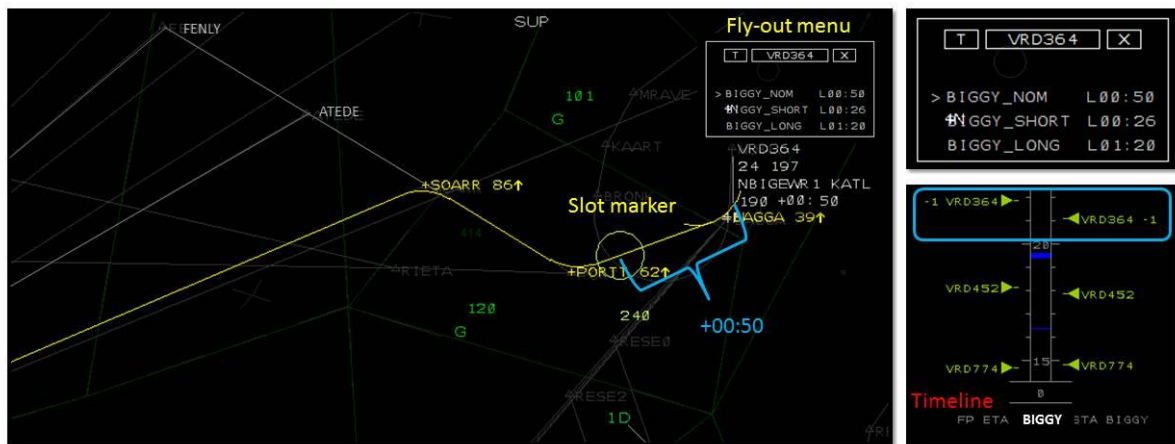 FENLY
SUP
Fly-out menu
T VRD364 X
> BIGGY_NOM L00:50
BIGGY_SHORT L00:26
BIGGY_LONG L01:20
101
G
MRAVE
ATEDE
KAART
VRD364
24 197
NBIGEWR1 KATL
190 +00:50
+SOARR 86↑
BRONK
Slot marker
BAGGA 39↑
RIETA
+PORTT 62↑
120
G
240
+00:50
RESE0
RESE2
1D
T VRD364 X
> BIGGY_NOM L00:50
BIGGY_SHORT L00:26
BIGGY_LONG L01:20
-1 VRD364
VRD364 -1
20
VRD452
VRD452
15
VRD774
VRD774
0
Timeline
FP ETA BIGGY STA BIGGY